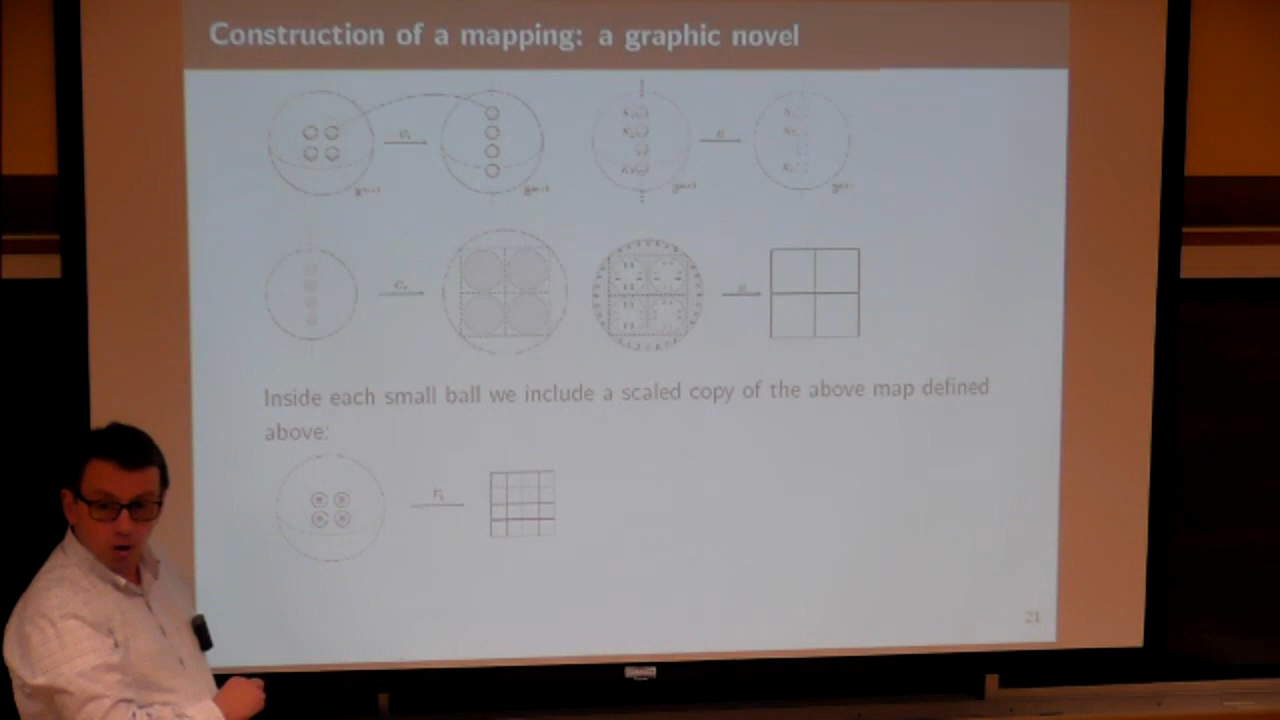 Construction of a mapping: a graphic novel
Inside each small ball we include a scaled copy of the above map defined
above:
21